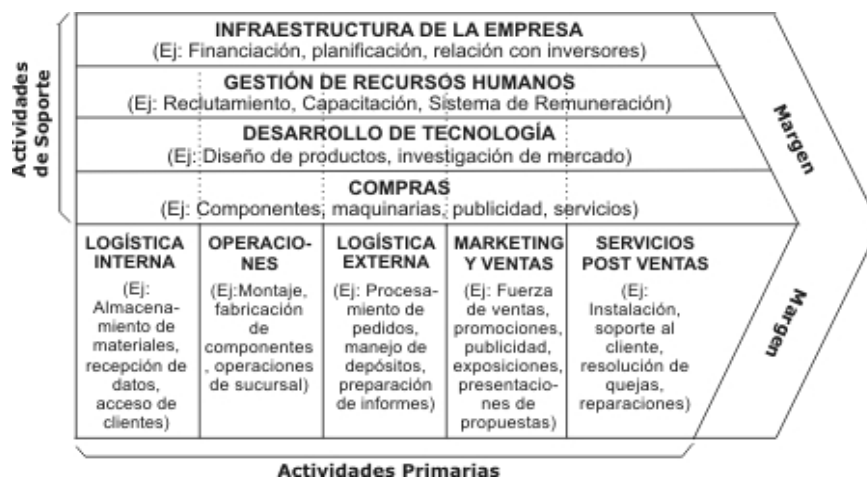 INFRAESTRUCTURA DE LA EMPRESA
(Ej: Financiación, planificación, relación con inversores)
GESTIÓN DE RECURSOS HUMANOS
(Ej: Reclutamiento, Capacitación, Sistema de Remuneración)
DESARROLLO DE TECNOLOGÍA
(Ej: Diseño de productos, investigación de mercado)
COMPRAS
(Ej: Componentes, maquinarias, publicidad, servicios)
Actividades
de Soporte
Margen
LOGÍSTICA
INTERNA
(Ej:
Almacena-
miento de
materiales,
recepción de
datos,
acceso de
clientes)
OPERACIO-
NES
(Ej:Montaje,
fabricación
de
componentes
, operaciones
de sucursal)
LOGÍSTICA
EXTERNA
(Ej: Procesa-
miento de
pedidos,
manejo de
depósitos,
preparación
de informes)
MARKETING
Y VENTAS
(Ej: Fuerza
de ventas,
promociones,
publicidad,
exposiciones,
presentacio-
nes de
propuestas)
SERVICIOS
POST VENTAS
(Ej:
Instalación,
soporte al
cliente,
resolución de
quejas,
reparaciones)
Margen
Actividades Primarias